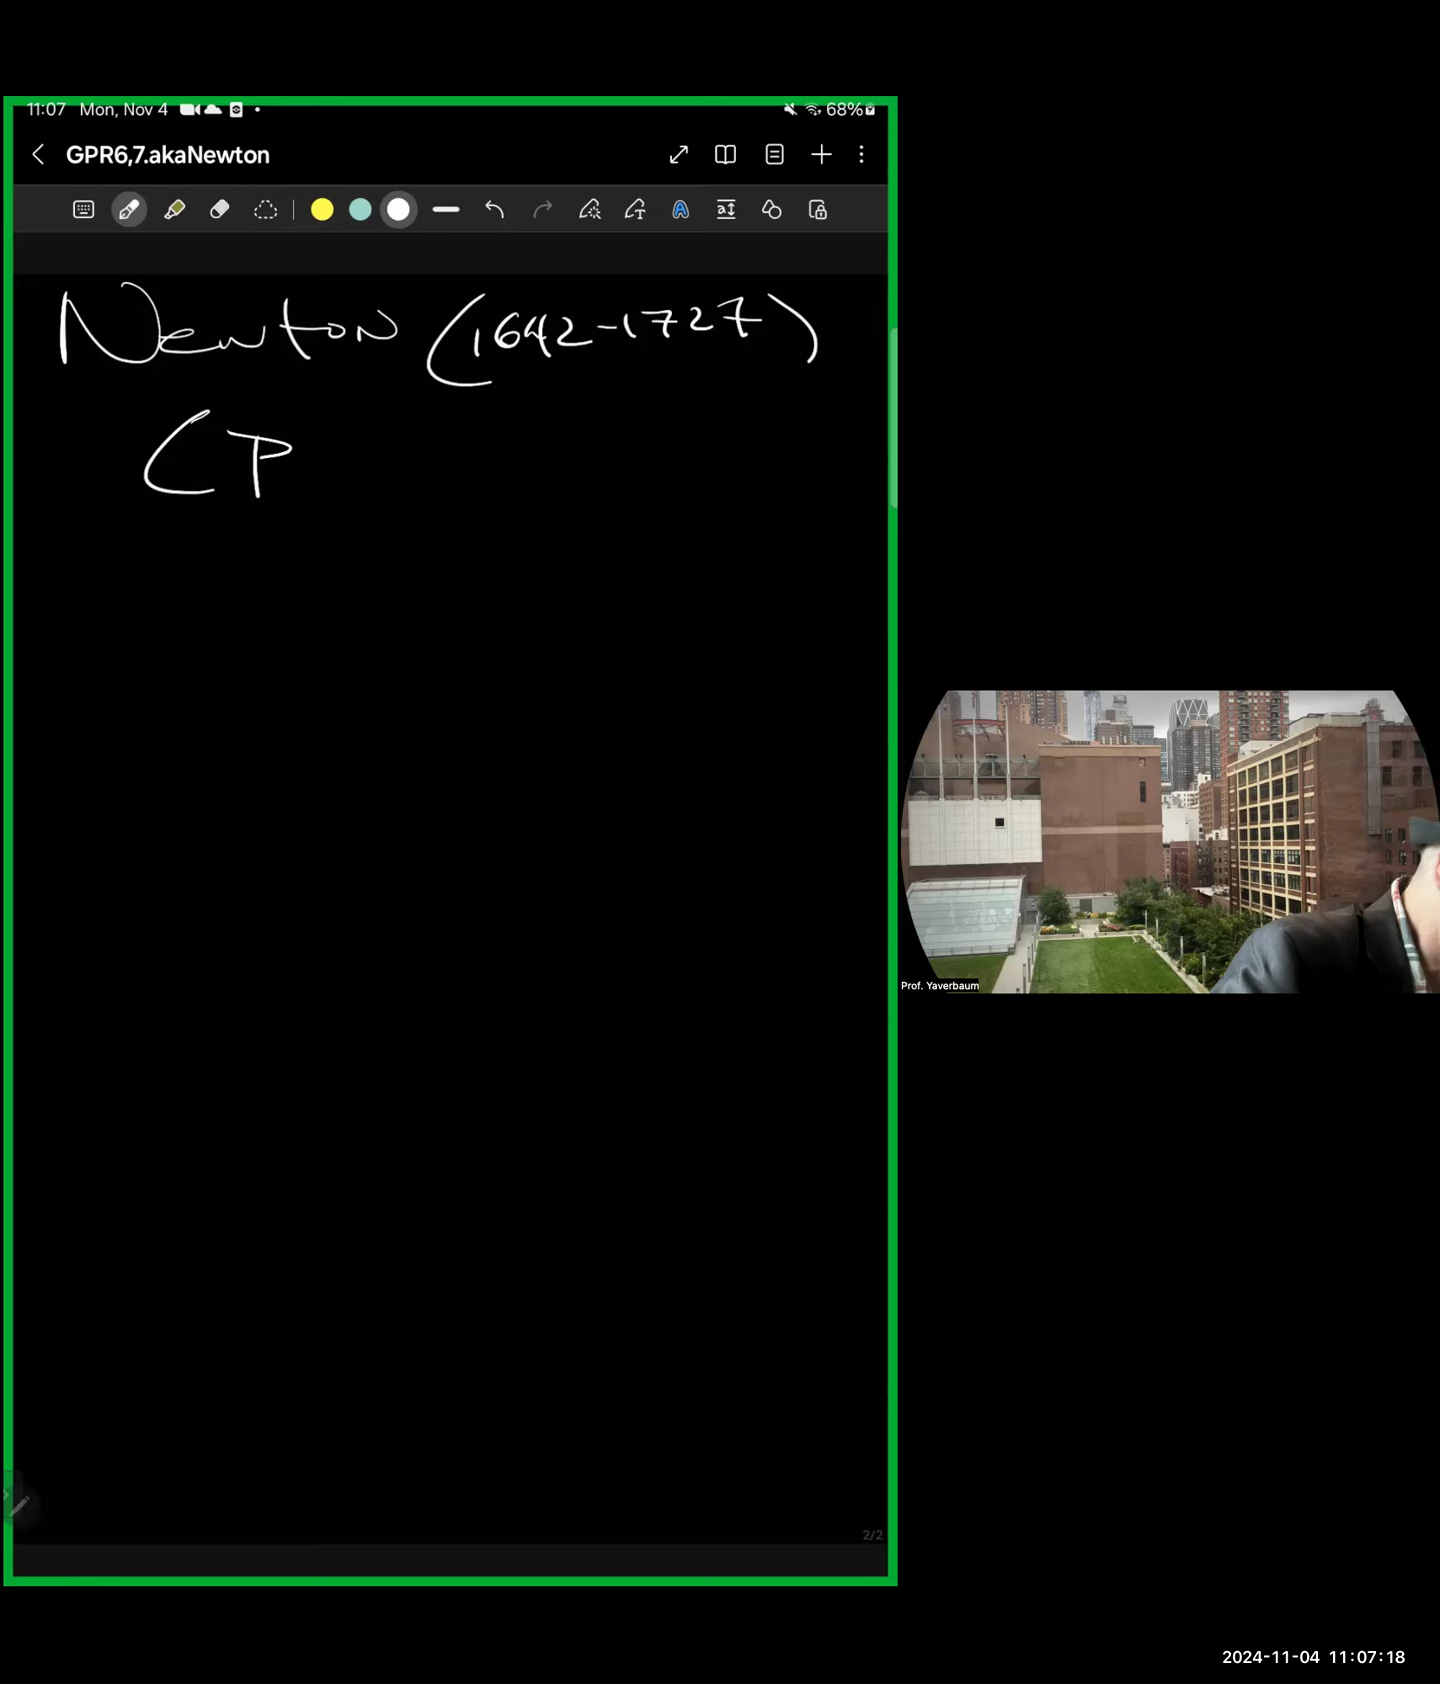 11:07 Mon, Nov 4 68%
GPR6,7.akaNewton
Newton (1642-1727)
CP
2/2
Prof. Yaverbaum
2024-11-04 11:07:18